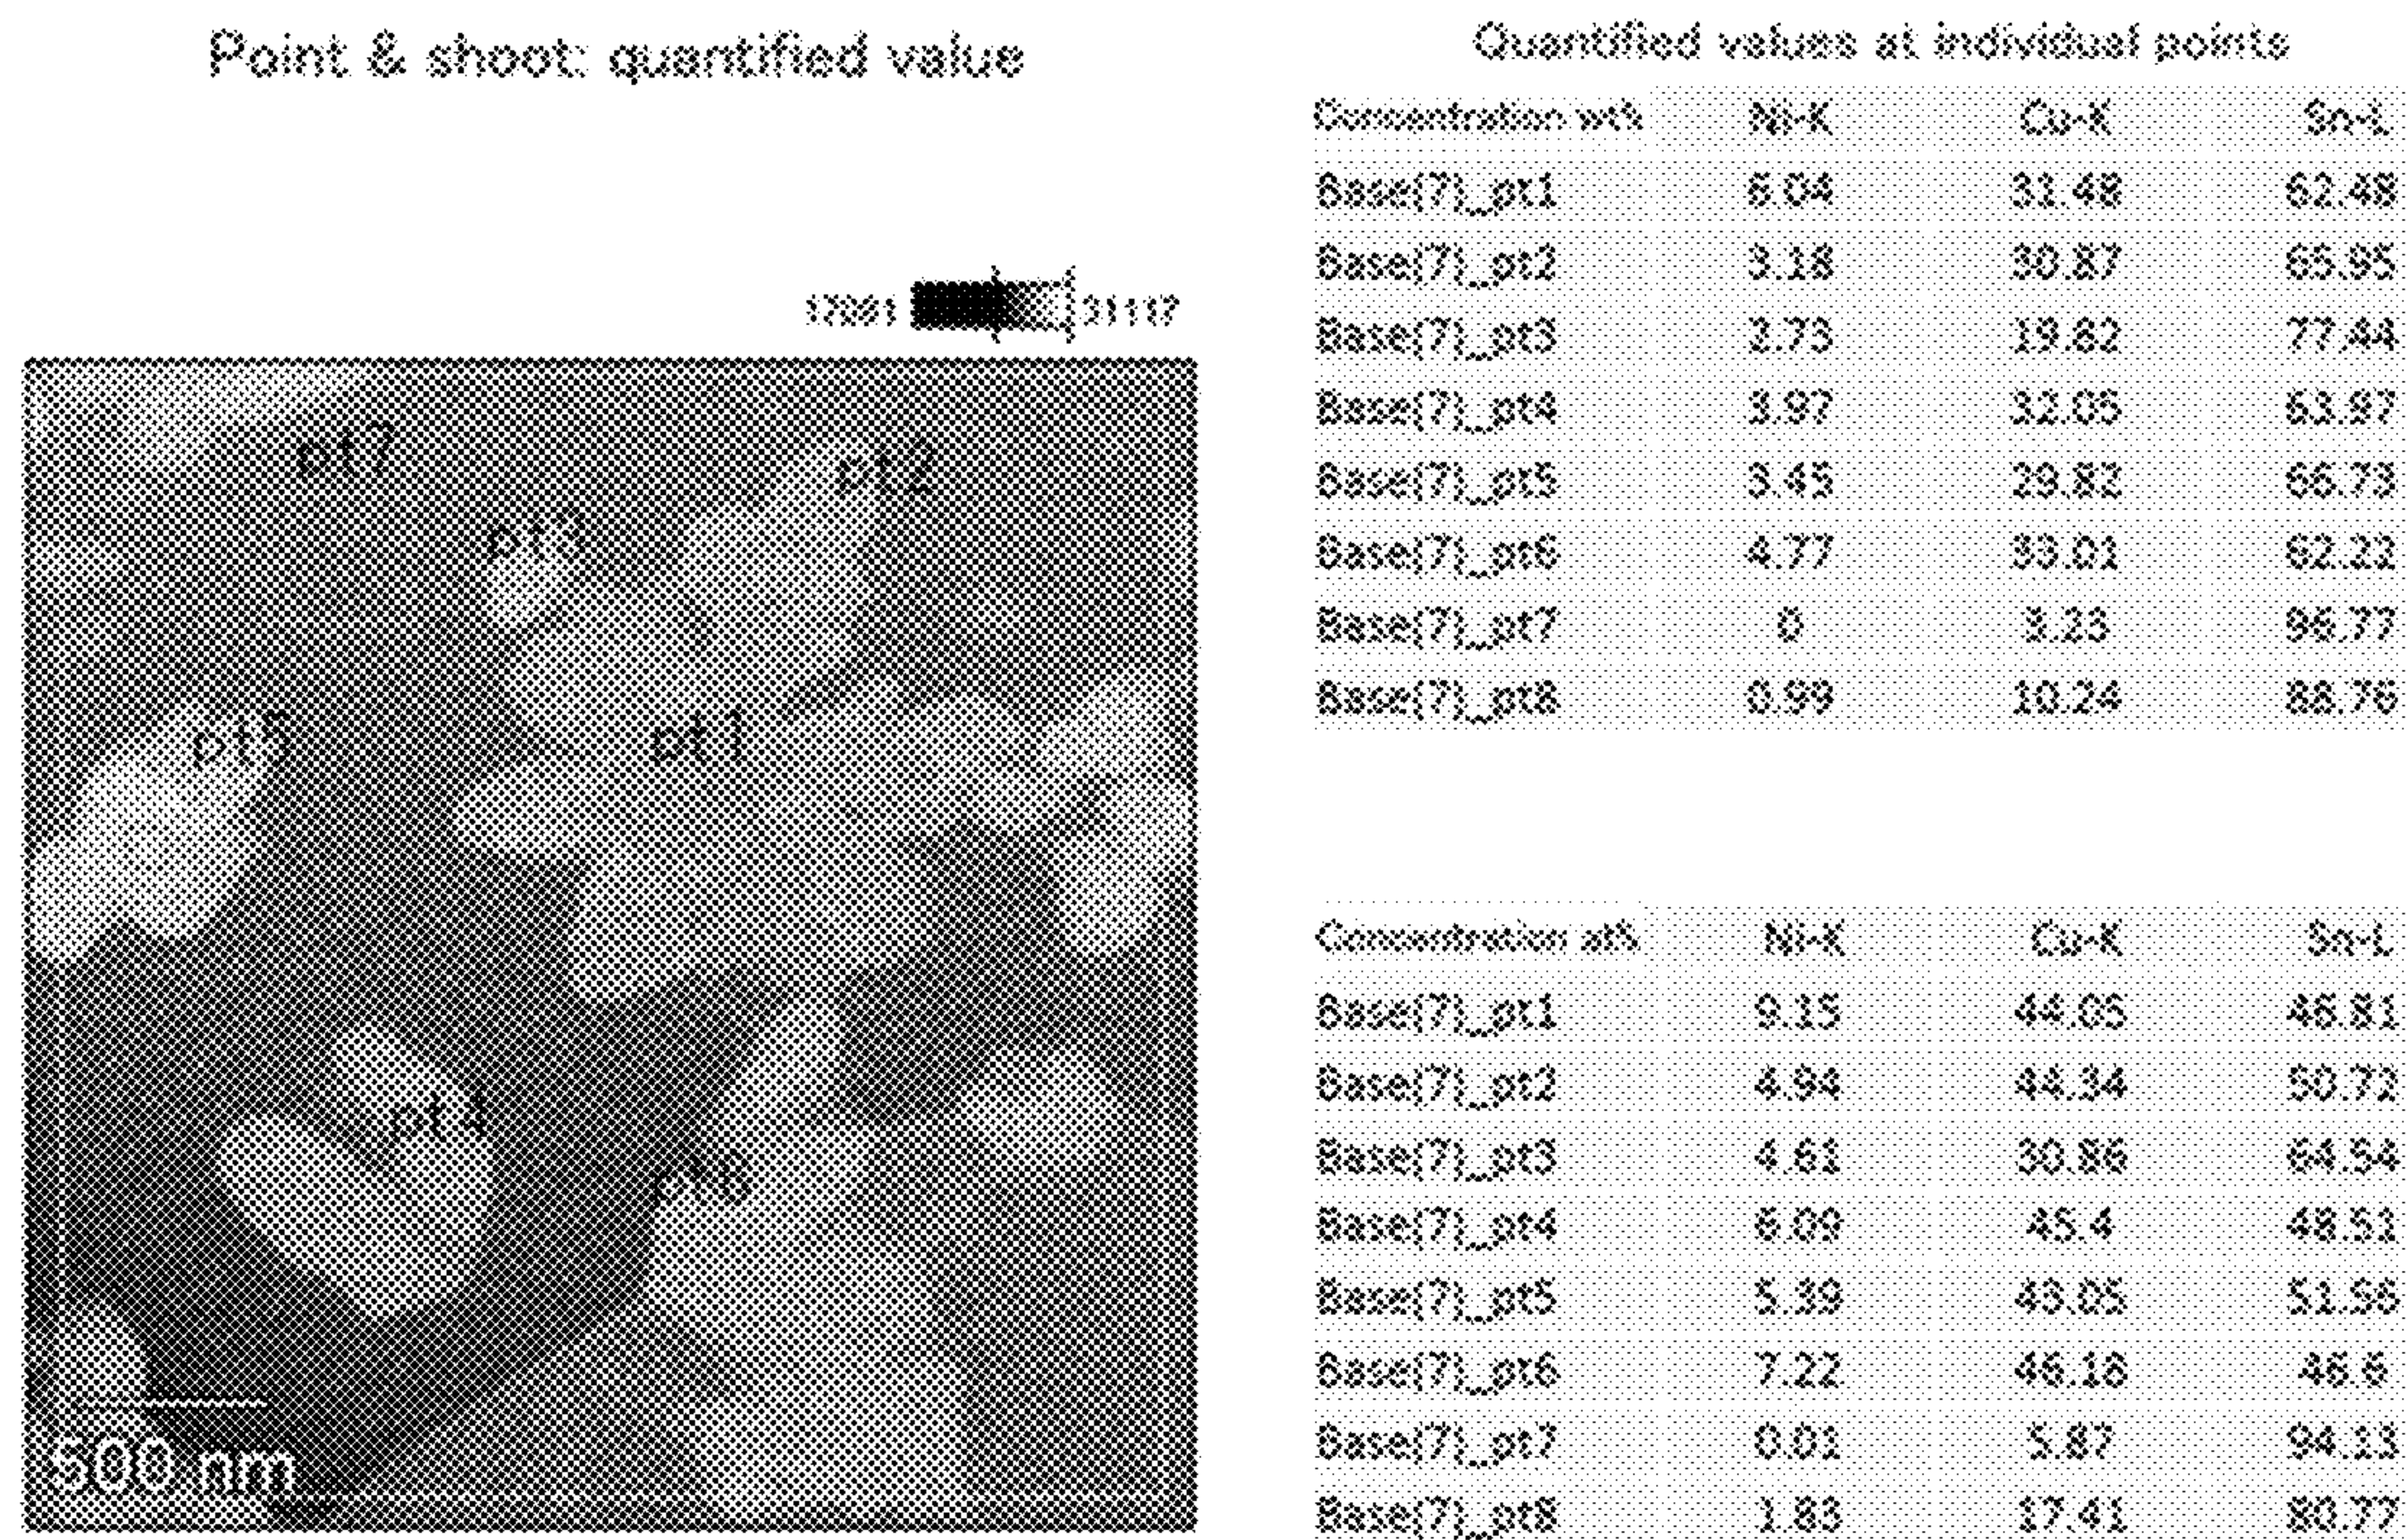 Point & shoot: quantified value
31117
pt7
pt2
pt3
pt5
pt1
pt4
pt6
500 nm
Quantified values at individual points
Concentration wt% Ni-K Cu-K Sn-L
Base(7)_pt1 6.04 31.48 62.48
Base(7)_pt2 3.18 30.87 65.95
Base(7)_pt3 2.73 19.82 77.44
Base(7)_pt4 3.97 32.05 63.97
Base(7)_pt5 3.45 29.82 66.73
Base(7)_pt6 4.77 33.01 62.22
Base(7)_pt7 0 3.23 96.77
Base(7)_pt8 0.99 10.24 88.76
Concentration at% Ni-K Cu-K Sn-L
Base(7)_pt1 9.15 44.05 46.81
Base(7)_pt2 4.94 44.34 50.72
Base(7)_pt3 4.61 30.86 64.54
Base(7)_pt4 6.09 45.4 48.51
Base(7)_pt5 5.39 43.05 51.56
Base(7)_pt6 7.22 46.18 46.6
Base(7)_pt7 0.01 5.87 94.13
Base(7)_pt8 1.83 17.41 80.77